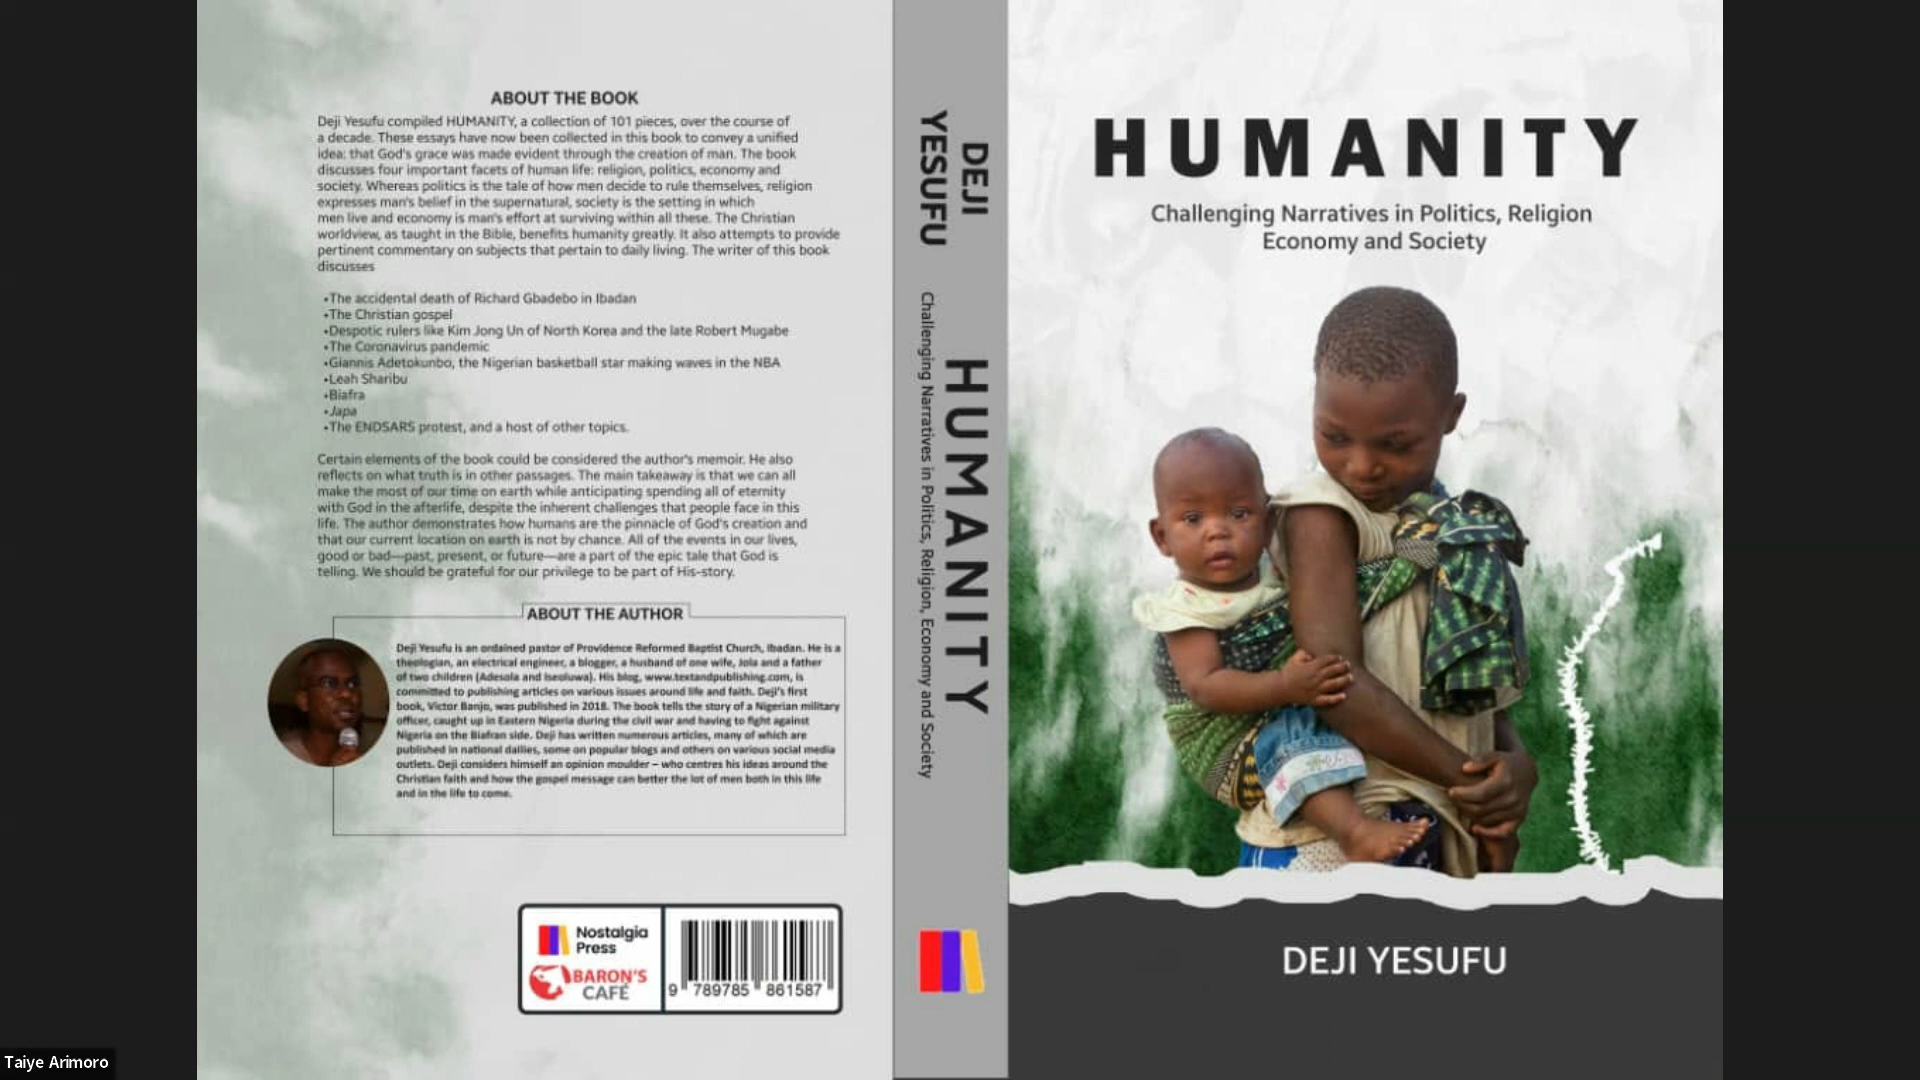 ABOUT THE BOOK
Deji Yesufu compiled HUMANITY, a collection of 101 pieces, over the course of
a decade. These essays have now been collected in this book to convey a unified
idea: that God's grace was made evident through the creation of man. The book
discusses four important facets of human life: religion, politics, economy and
society. Whereas politics is the tale of how men decide to rule themselves, religion
expresses man's belief in the supernatural, society is the setting in which
men live and economy is man's effort at surviving within all these. The Christian
worldview, as taught in the Bible, benefits humanity greatly. It also attempts to provide
pertinent commentary on subjects that pertain to daily living. The writer of this book
discusses
•The accidental death of Richard Gbadebo in Ibadan
•The Christian gospel
•Despotic rulers like Kim Jong Un of North Korea and the late Robert Mugabe
•The Coronavirus pandemic
•Giannis Adetokunbo, the Nigerian basketball star making waves in the NBA
•Leah Sharibu
•Biafra
•Japa
•The ENDSARS protest, and a host of other topics.
Certain elements of the book could be considered the author's memoir. He also
reflects on what truth is in other passages. The main takeaway is that we can all
make the most of our time on earth while anticipating spending all of eternity
with God in the afterlife, despite the inherent challenges that people face in this
life. The author demonstrates how humans are the pinnacle of God's creation and
that our current location on earth is not by chance. All of the events in our lives,
good or bad—past, present, or future—are a part of the epic tale that God is
telling. We should be grateful for our privilege to be part of His-story.
ABOUT THE AUTHOR
Deji Yesufu is an ordained pastor of Providence Reformed Baptist Church, Ibadan. He is a
theologian, an electrical engineer, a blogger, a husband of one wife, Jola and a father
of two children (Adesola and Iseoluwa). His blog, www.textandpublishing.com, is
committed to publishing articles on various issues around life and faith. Deji's first
book, Victor Banjo, was published in 2018. The book tells the story of a Nigerian military
officer, caught up in Eastern Nigeria during the civil war and having to fight against
Nigeria on the Biafran side. Deji has written numerous articles, many of which are
published in national dailies, some on popular blogs and others on various social media
outlets. Deji considers himself an opinion moulder – who centres his ideas around the
Christian faith and how the gospel message can better the lot of men both in this life
and in the life to come.
Nostalgia
Press
BARON'S
CAFÉ
9 789785 861587
DEJI
YESUFU
HUMANITY
Challenging Narratives in Politics, Religion, Economy and Society
HUMANITY
Challenging Narratives in Politics, Religion
Economy and Society
DEJI YESUFU
Taiye Arimoro